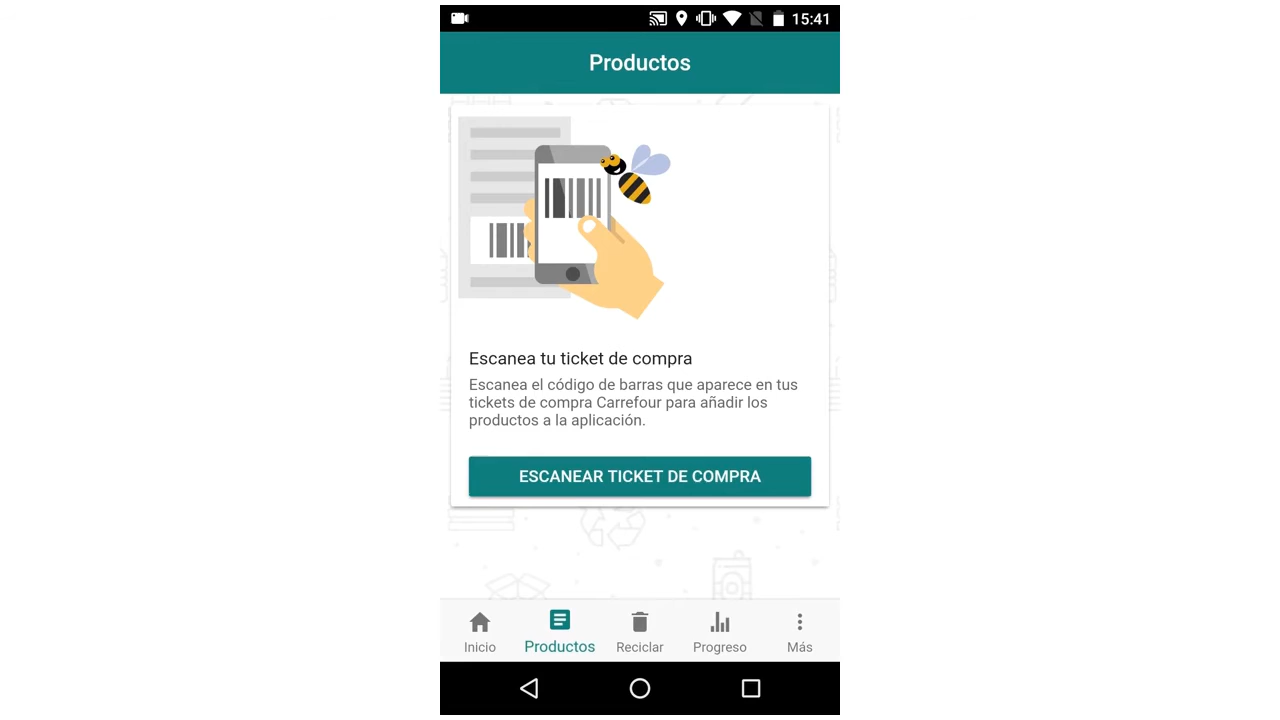 15:41
Productos
Escanea tu ticket de compra
Escanea el código de barras que aparece en tus
tickets de compra Carrefour para añadir los
productos a la aplicación.
ESCANEAR TICKET DE COMPRA
Inicio Productos Reciclar Progreso Más